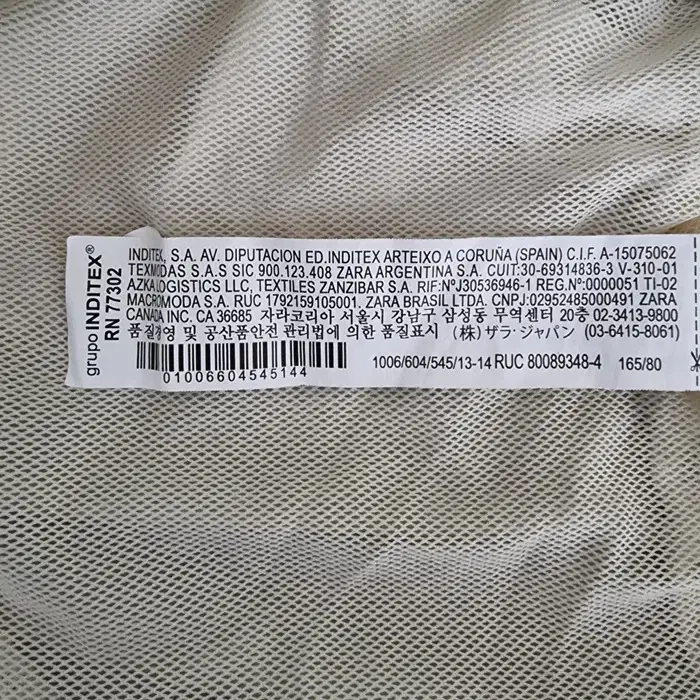 grupo INDITEX®
RN 77302
INDITEX, S.A. AV. DIPUTACION ED.INDITEX ARTEIXO A CORUÑA (SPAIN) C.I.F. A-15075062
TEXMODAS S.A.S SIC 900.123.408 ZARA ARGENTINA S.A. CUIT:30-69314836-3 V-310-01
AZKA LOGISTICS LLC, TEXTILES ZANZIBAR S.A. RIF:NºJ30536946-1 REG.Nº:0000051 TI-02
MACROMODA S.A. RUC 1792159105001. ZARA BRASIL LTDA. CNPJ:02952485000491 ZARA
CANADA INC. CA 36685 자라코리아 서울시 강남구 삼성동 무역센터 20층 02-3413-9800
품질경영 및 공산품안전 관리법에 의한 품질표시 (株) ザラ·ジャパン (03-6415-8061)
1006/604/545/13-14 RUC 80089348-4 165/80
01006604545144